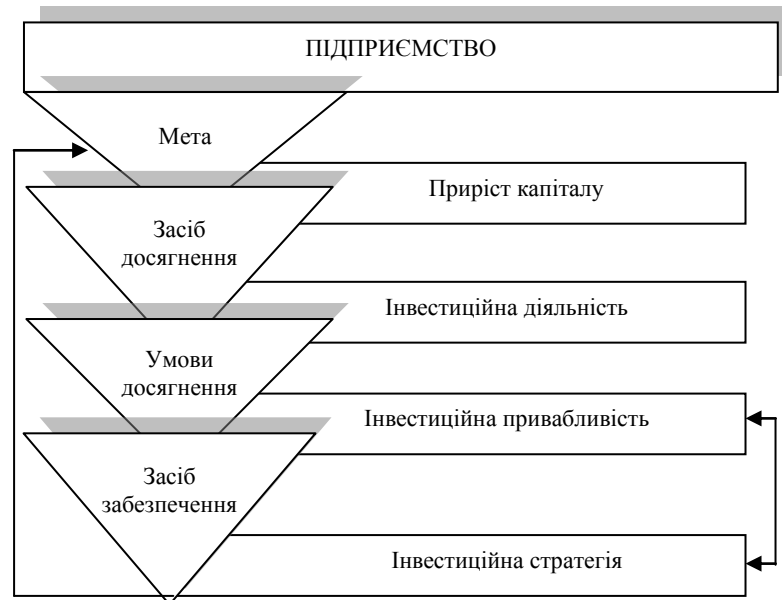 ПІДПРИЄМСТВО
Мета
Приріст капіталу
Засіб
досягнення
Інвестиційна діяльність
Умови
досягнення
Інвестиційна привабливість
Засіб
забезпечення
Інвестиційна стратегія